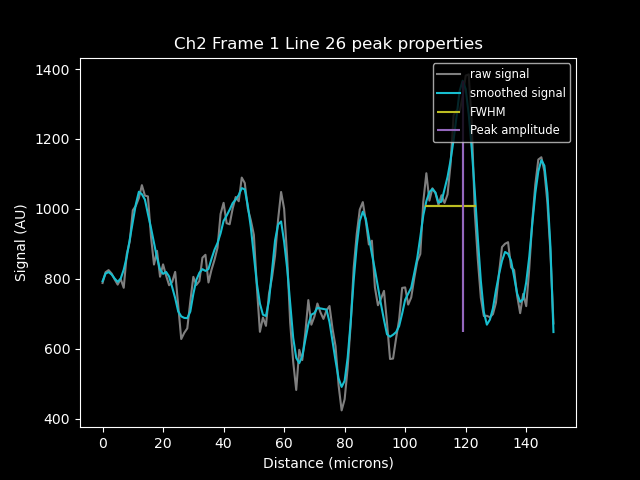 Ch2 Frame 1 Line 26 peak properties
raw signal
smoothed signal
FWHM
Peak amplitude
Signal (AU)
1400
1200
1000
800
600
400
0 20 40 60 80 100 120 140
Distance (microns)